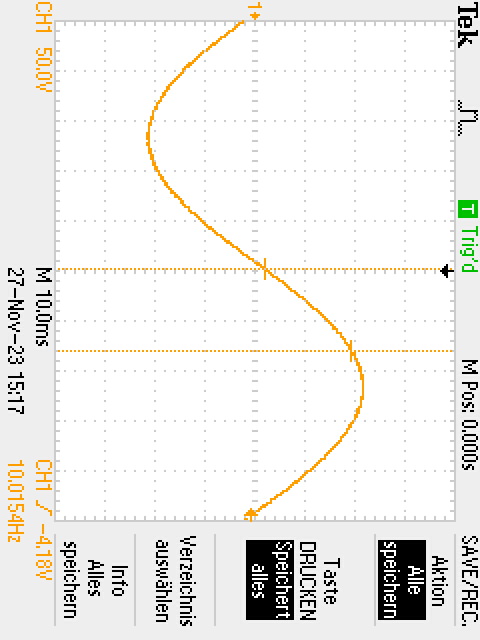 Tek
T Trig'd
M Pos: 0.000s
SAVE/REC.
Aktion
Alle
speichern
Taste
DRUCKEN
Speichert
alles
Verzeichnis
auswählen
Info
Alles
speichern
1
CH1 50.0V
M 10.0ms
CH1 -4.18V
27-Nov-23 15:17
10.0154Hz